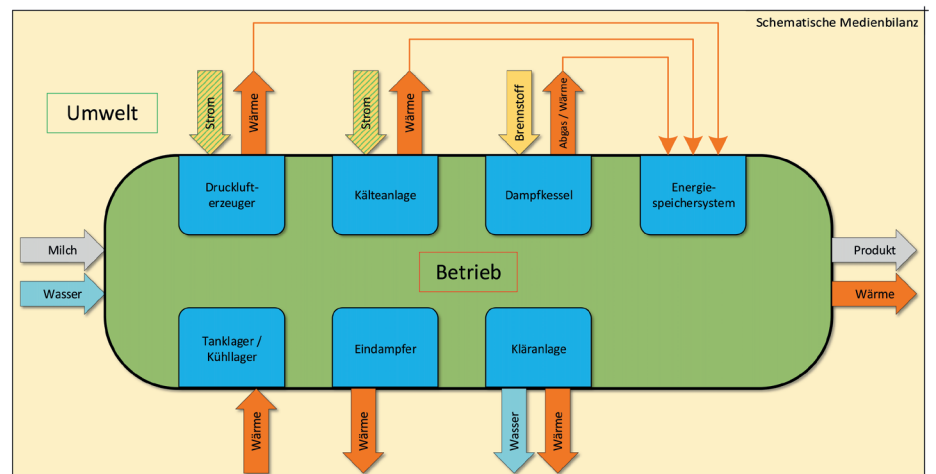 Schematische Medienbilanz
Umwelt
Strom
Wärme
Strom
Wärme
Brennstoff
Abgas / Wärme
Druckluft-
erzeuger
Kälteanlage
Dampfkessel
Energie-
speichersystem
Milch
Wasser
Betrieb
Produkt
Wärme
Tanklager /
Kühllager
Eindampfer
Kläranlage
Wärme
Wärme
Wasser
Wärme